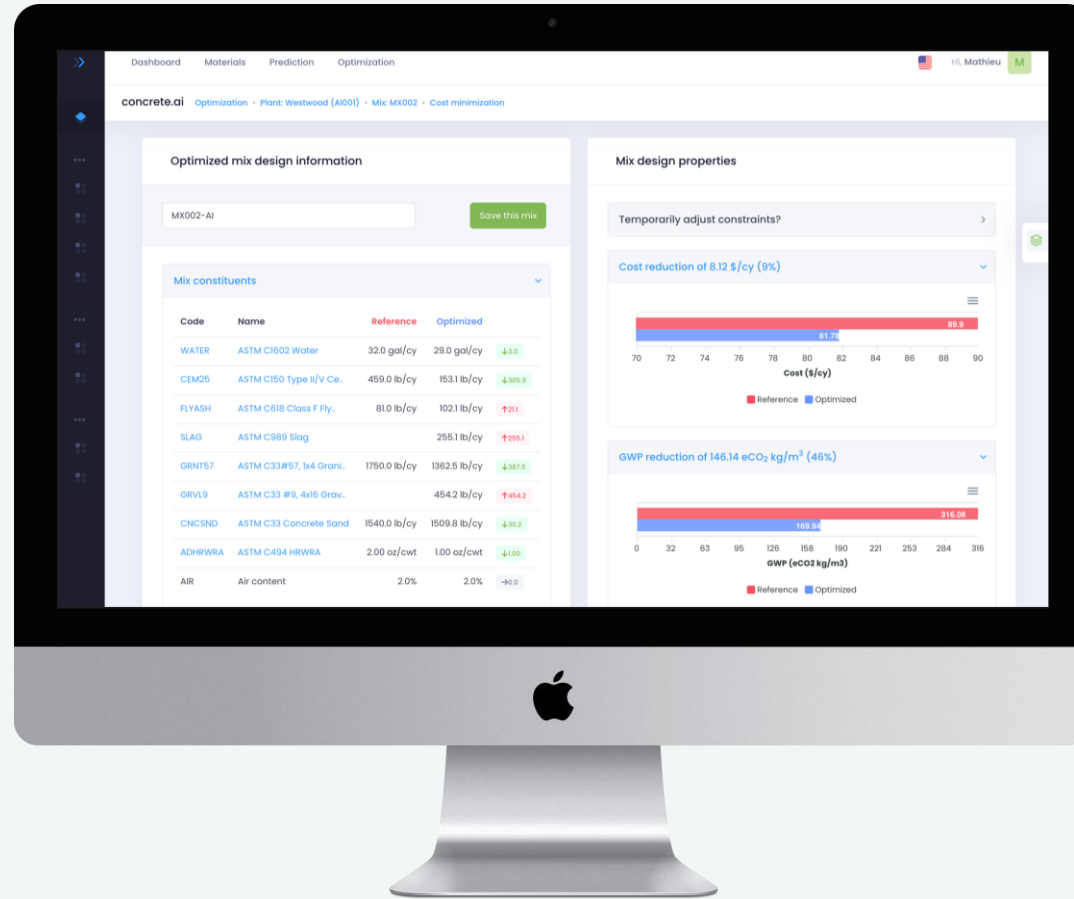 Dashboard Materials Prediction Optimization Hi, Mathieu M
concrete.ai Optimization • Plant: Westwood (AI001) • Mix: MX002 • Cost minimization
Optimized mix design information
MX002-AI Save this mix
Mix constituents
Code Name Reference Optimized
WATER ASTM C1602 Water 32.0 gal/cy 29.0 gal/cy ↓3.0
CEM25 ASTM C150 Type II/V Ce.. 459.0 lb/cy 153.1 lb/cy ↓305.9
FLYASH ASTM C618 Class F Fly.. 81.0 lb/cy 102.1 lb/cy ↑21.1
SLAG ASTM C989 Slag 255.1 lb/cy ↑255.1
GRNT57 ASTM C33#57, 1x4 Grani.. 1750.0 lb/cy 1362.5 lb/cy ↓387.5
GRVL9 ASTM C33 #9, 4x16 Grav.. 454.2 lb/cy ↑454.2
CNCSND ASTM C33 Concrete Sand 1540.0 lb/cy 1509.8 lb/cy ↓30.2
ADHRWRA ASTM C494 HRWRA 2.00 oz/cwt 1.00 oz/cwt ↓1.00
AIR Air content 2.0% 2.0% →0.0
Mix design properties
Temporarily adjust constraints?
Cost reduction of 8.12 $/cy (9%)
89.9
81.78
70 72 74 76 78 80 82 84 86 88 90
Cost ($/cy)
Reference Optimized
GWP reduction of 146.14 eCO₂ kg/m³ (46%)
316.08
169.94
0 32 63 95 126 158 190 221 253 284 316
GWP (eCO2 kg/m3)
Reference Optimized